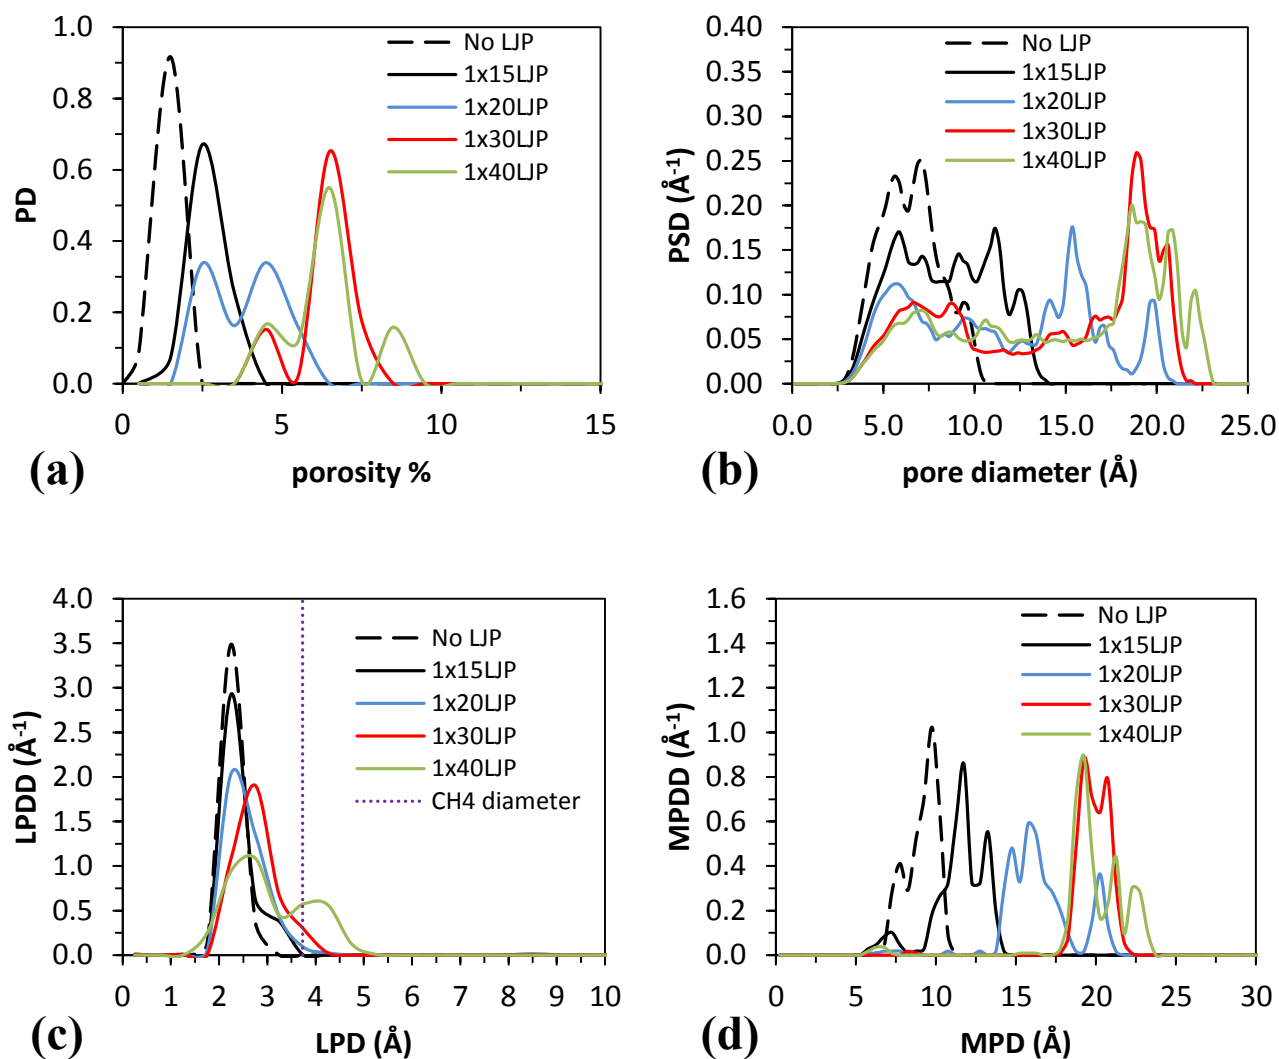 PD
1.0
0.8
0.6
0.4
0.2
0.0
0
5
10
15
porosity %
No LJP
1x15LJP
1x20LJP
1x30LJP
1x40LJP
(a)
PSD (Å-1)
0.40
0.35
0.30
0.25
0.20
0.15
0.10
0.05
0.00
0.0
5.0
10.0
15.0
20.0
25.0
pore diameter (Å)
No LJP
1x15LJP
1x20LJP
1x30LJP
1x40LJP
(b)
LPDD (Å-1)
4.0
3.5
3.0
2.5
2.0
1.5
1.0
0.5
0.0
0 1 2 3 4 5 6 7 8 9 10
LPD (Å)
No LJP
1x15LJP
1x20LJP
1x30LJP
1x40LJP
CH4 diameter
(c)
MPDD (Å-1)
1.6
1.4
1.2
1.0
0.8
0.6
0.4
0.2
0.0
0 5 10 15 20 25 30
MPD (Å)
No LJP
1x15LJP
1x20LJP
1x30LJP
1x40LJP
(d)